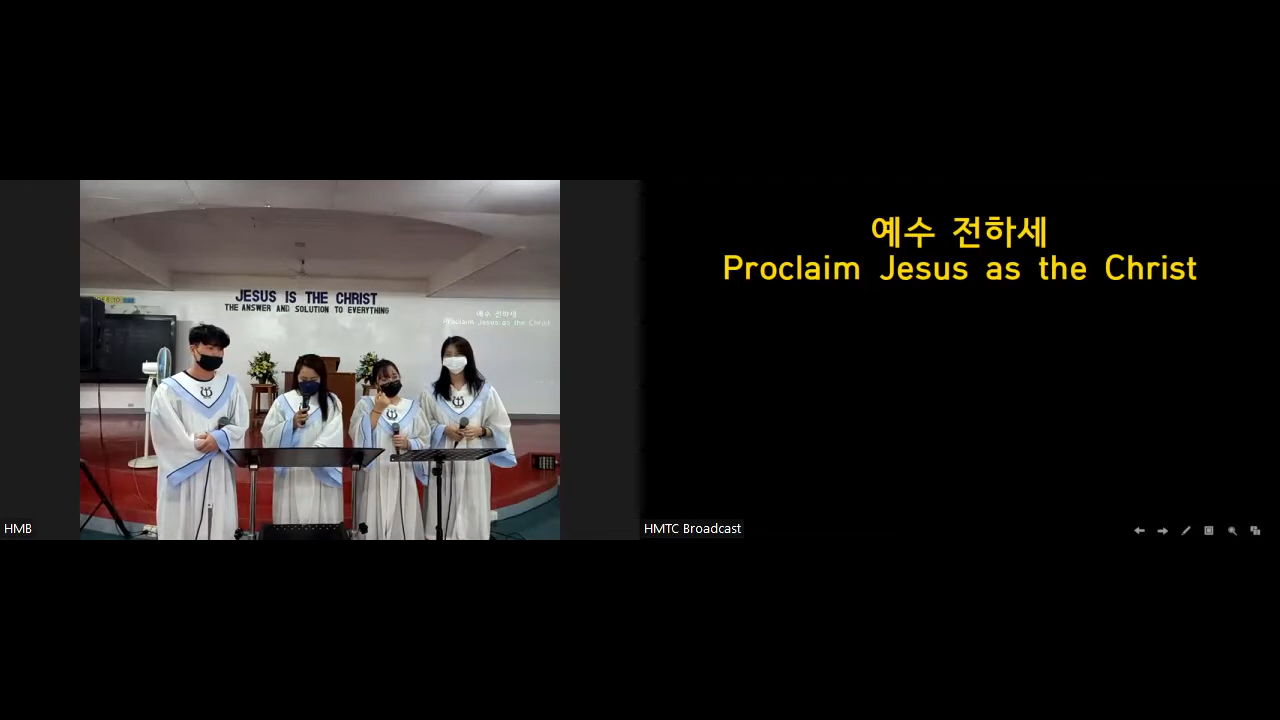 JESUS IS THE CHRIST
THE ANSWER AND SOLUTION TO EVERYTHING
예수 전하세
Proclaim Jesus as the Christ
HMB
예수 전하세
Proclaim Jesus as the Christ
HMTC Broadcast